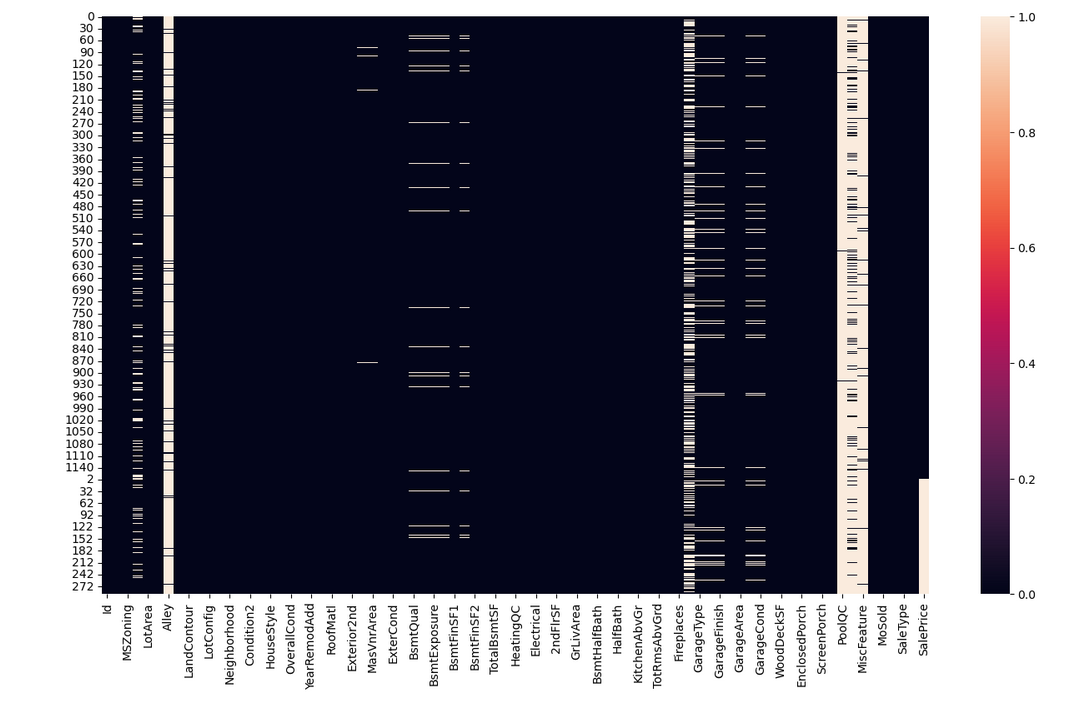 0
30
60
90
120
150
180
210
240
270
300
330
360
390
420
450
480
510
540
570
600
630
660
690
720
750
780
810
840
870
900
930
960
990
1020
1050
1080
1110
1140
2
32
62
92
122
152
182
212
242
272
Id
MSZoning
LotArea
Alley
LandContour
LotConfig
Neighborhood
Condition2
HouseStyle
OverallCond
YearRemodAdd
RoofMatl
Exterior2nd
MasVnrArea
ExterCond
BsmtQual
BsmtExposure
BsmtFinSF1
BsmtFinSF2
TotalBsmtSF
HeatingQC
Electrical
2ndFlrSF
GrLivArea
BsmtHalfBath
HalfBath
KitchenAbvGr
TotRmsAbvGrd
Fireplaces
GarageType
GarageFinish
GarageArea
GarageCond
WoodDeckSF
EnclosedPorch
ScreenPorch
PoolQC
MiscFeature
MoSold
SaleType
SalePrice
1.0
0.8
0.6
0.4
0.2
0.0